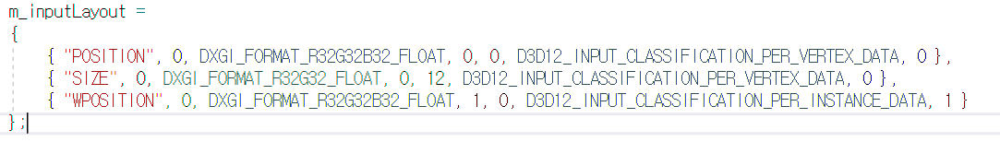 m_inputLayout =
{
{ "POSITION", 0, DXGI_FORMAT_R32G32B32_FLOAT, 0, 0, D3D12_INPUT_CLASSIFICATION_PER_VERTEX_DATA, 0 },
{ "SIZE", 0, DXGI_FORMAT_R32G32_FLOAT, 0, 12, D3D12_INPUT_CLASSIFICATION_PER_VERTEX_DATA, 0 },
{ "WPOSITION", 0, DXGI_FORMAT_R32G32B32_FLOAT, 1, 0, D3D12_INPUT_CLASSIFICATION_PER_INSTANCE_DATA, 1 }
};